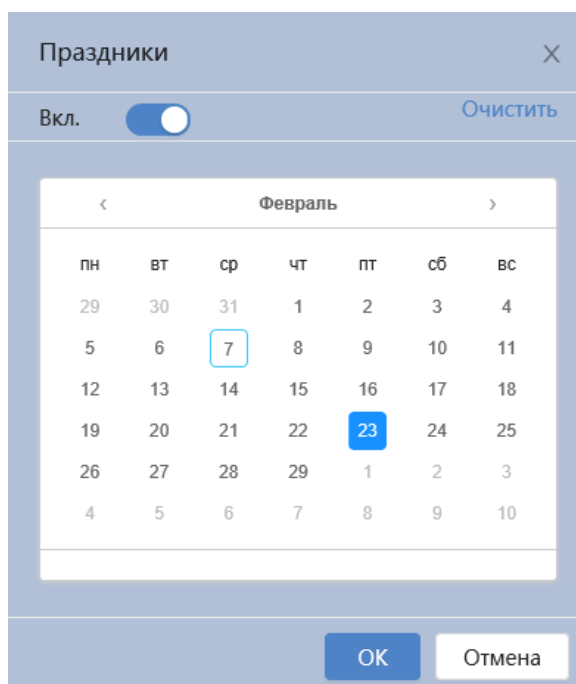 Праздники X
Вкл. Очистить
‹ Февраль ›
пн вт ср чт пт сб вс
29 30 31 1 2 3 4
5 6 7 8 9 10 11
12 13 14 15 16 17 18
19 20 21 22 23 24 25
26 27 28 29 1 2 3
4 5 6 7 8 9 10
ОК Отмена